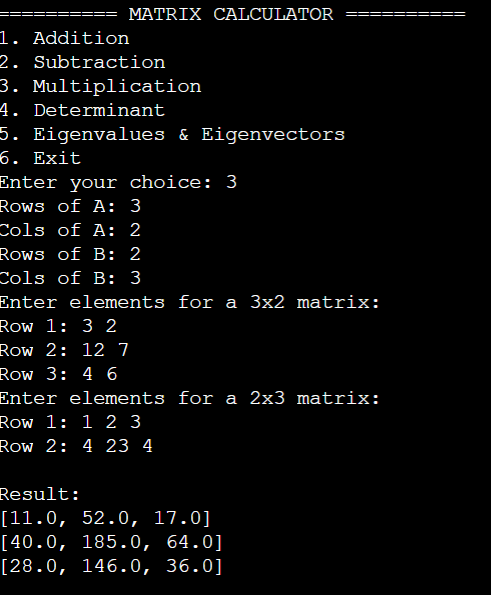 ========== MATRIX CALCULATOR ==========
1. Addition
2. Subtraction
3. Multiplication
4. Determinant
5. Eigenvalues & Eigenvectors
6. Exit
Enter your choice: 3
Rows of A: 3
Cols of A: 2
Rows of B: 2
Cols of B: 3
Enter elements for a 3x2 matrix:
Row 1: 3 2
Row 2: 12 7
Row 3: 4 6
Enter elements for a 2x3 matrix:
Row 1: 1 2 3
Row 2: 4 23 4
Result:
[11.0, 52.0, 17.0]
[40.0, 185.0, 64.0]
[28.0, 146.0, 36.0]